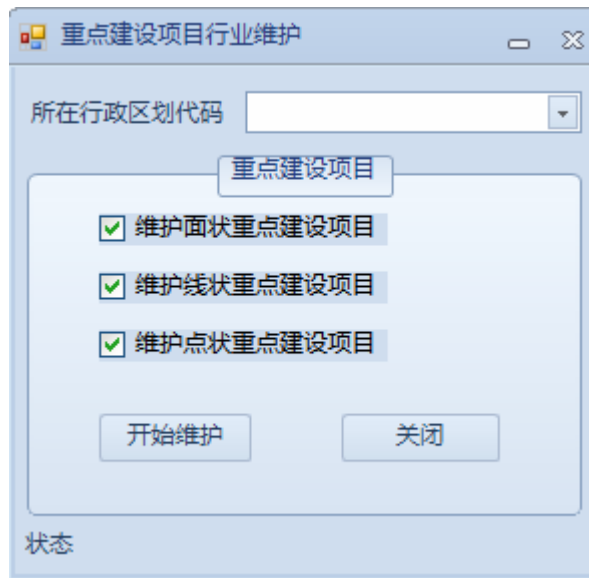 重点建设项目行业维护
所在行政区划代码
重点建设项目
维护面状重点建设项目
维护线状重点建设项目
维护点状重点建设项目
开始维护 关闭
状态